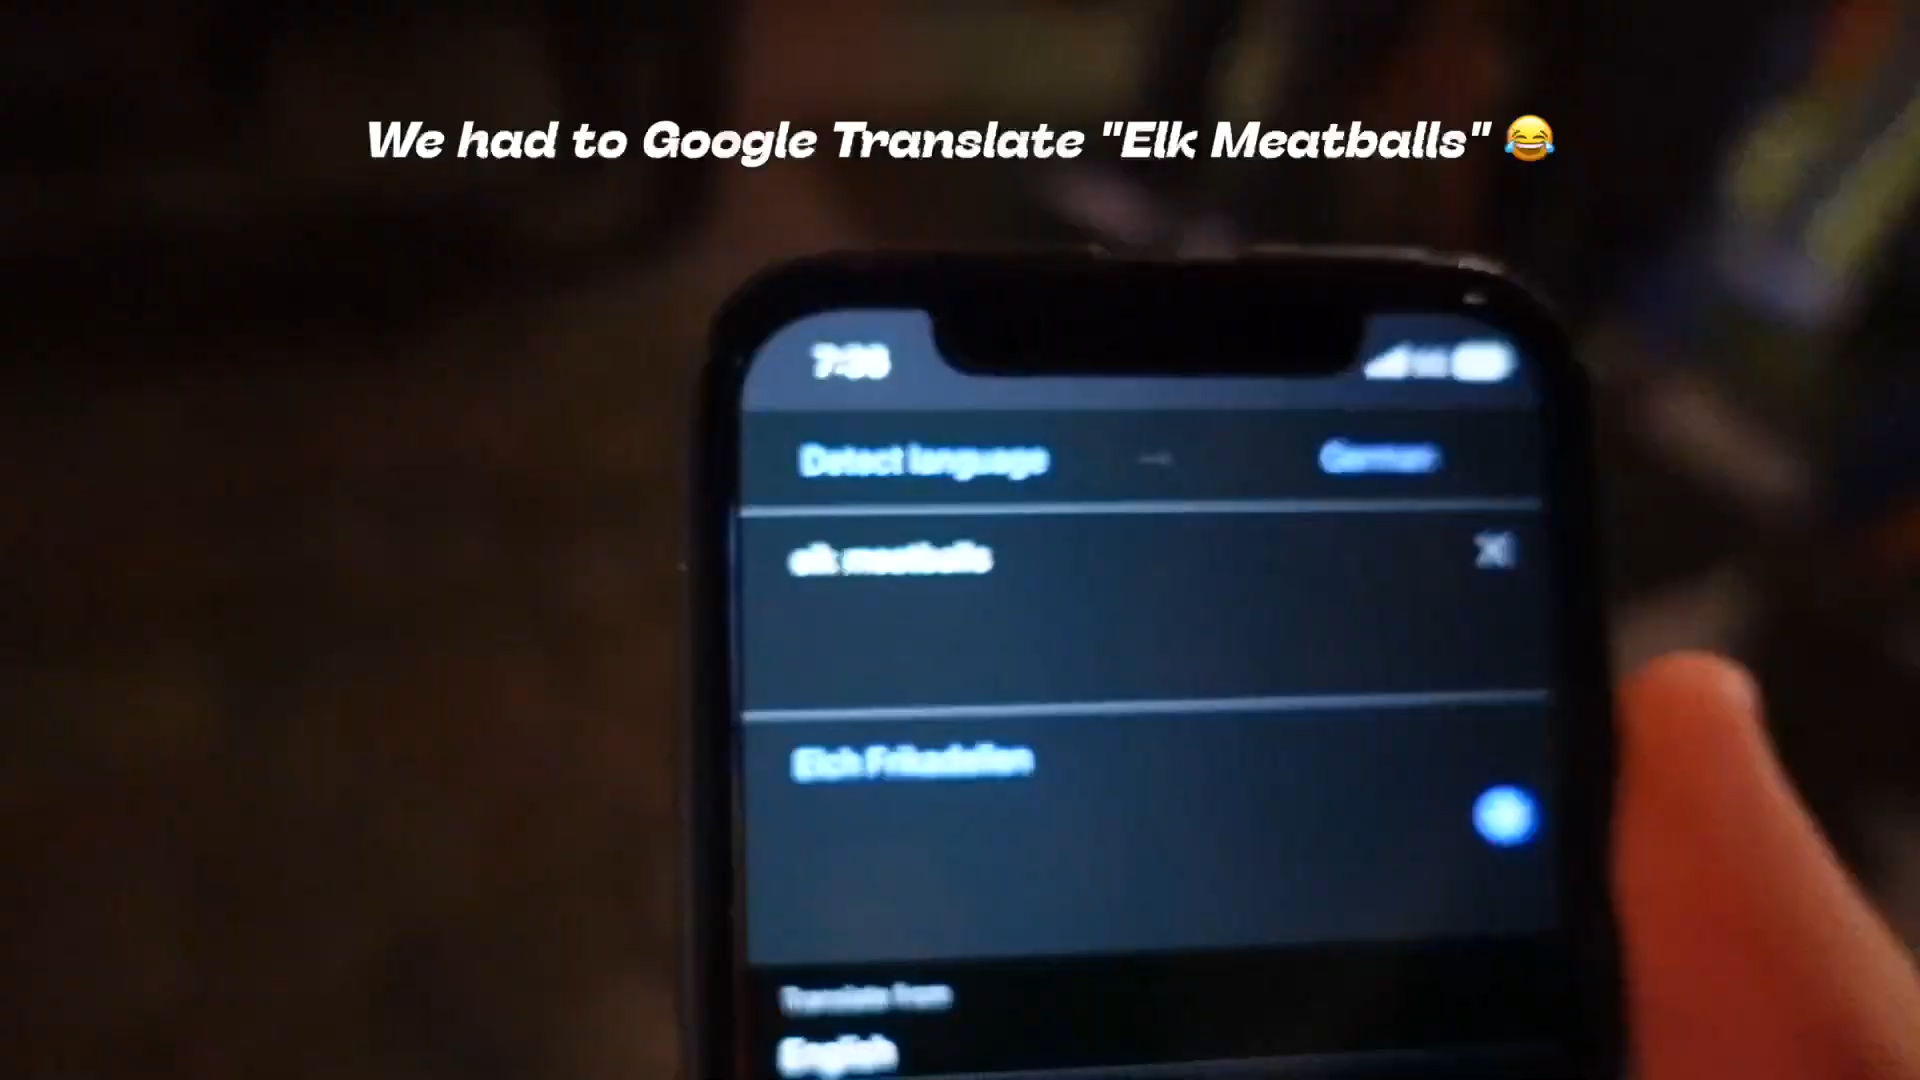 We had to Google Translate "Elk Meatballs" 😂
Detect language
German
elk meatballs
Elch Frikadellen
Translate from
English